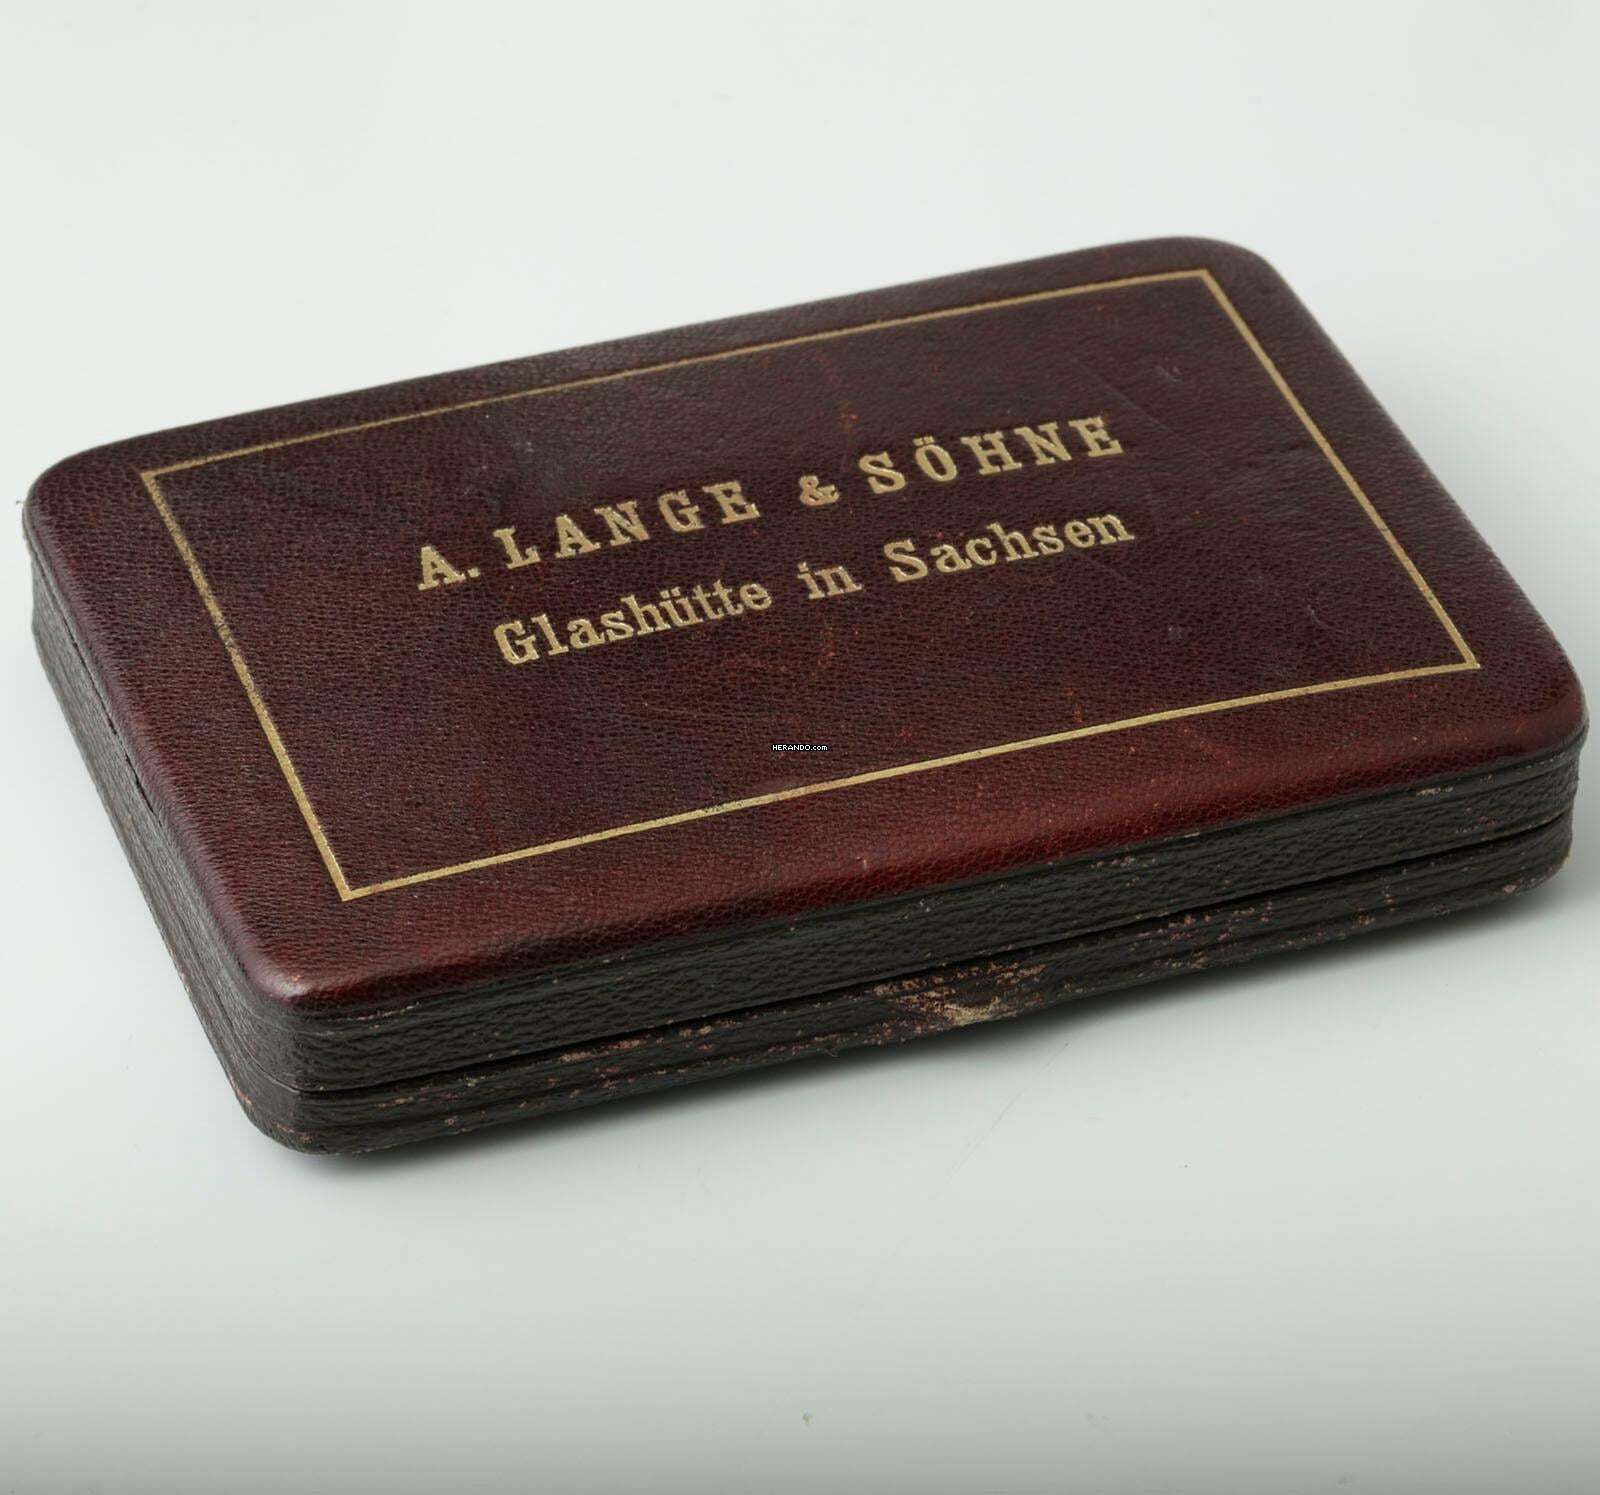 A. LANGE & SÖHNE
Glashütte in Sachsen
HERANDO.com